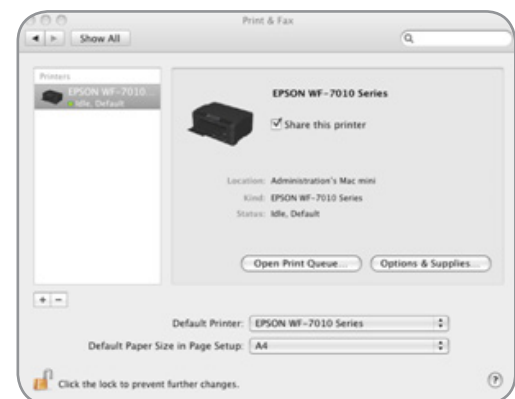 Print & Fax
Show All
Printers
EPSON WF-7010...
Idle, Default
EPSON WF-7010 Series
Share this printer
Location: Administration's Mac mini
Kind: EPSON WF-7010 Series
Status: Idle, Default
Open Print Queue... Options & Supplies...
+ -
Default Printer: EPSON WF-7010 Series
Default Paper Size in Page Setup: A4
Click the lock to prevent further changes. ?